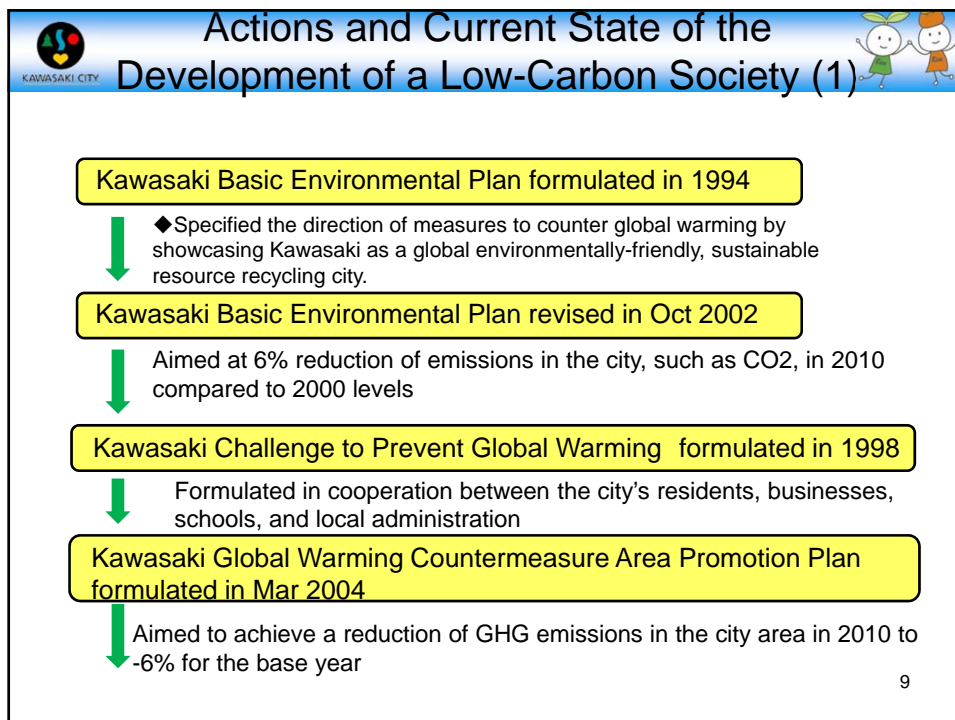 Actions and Current State of the
Development of a Low-Carbon Society (1)
KAWASAKI CITY
Kawasaki Basic Environmental Plan formulated in 1994
◆Specified the direction of measures to counter global warming by
showcasing Kawasaki as a global environmentally-friendly, sustainable
resource recycling city.
Kawasaki Basic Environmental Plan revised in Oct 2002
Aimed at 6% reduction of emissions in the city, such as CO2, in 2010
compared to 2000 levels
Kawasaki Challenge to Prevent Global Warming formulated in 1998
Formulated in cooperation between the city's residents, businesses,
schools, and local administration
Kawasaki Global Warming Countermeasure Area Promotion Plan
formulated in Mar 2004
Aimed to achieve a reduction of GHG emissions in the city area in 2010 to
-6% for the base year
9